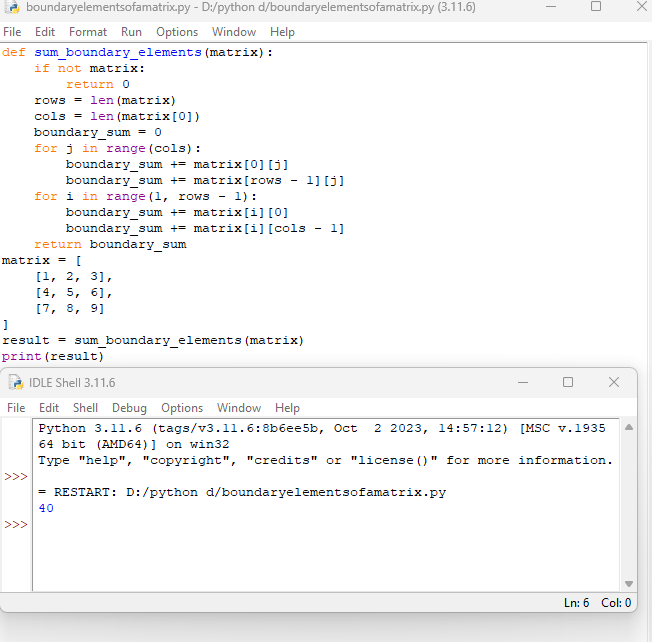 boundaryelementsofamatrix.py - D:/python d/boundaryelementsofamatrix.py (3.11.6)
File Edit Format Run Options Window Help
def sum_boundary_elements(matrix):
    if not matrix:
        return 0
    rows = len(matrix)
    cols = len(matrix[0])
    boundary_sum = 0
    for j in range(cols):
        boundary_sum += matrix[0][j]
        boundary_sum += matrix[rows - 1][j]
    for i in range(1, rows - 1):
        boundary_sum += matrix[i][0]
        boundary_sum += matrix[i][cols - 1]
    return boundary_sum
matrix = [
    [1, 2, 3],
    [4, 5, 6],
    [7, 8, 9]
]
result = sum_boundary_elements(matrix)
print(result)
IDLE Shell 3.11.6
File Edit Shell Debug Options Window Help
Python 3.11.6 (tags/v3.11.6:8b6ee5b, Oct  2 2023, 14:57:12) [MSC v.1935
64 bit (AMD64)] on win32
Type "help", "copyright", "credits" or "license()" for more information.
>>>
= RESTART: D:/python d/boundaryelementsofamatrix.py
40
>>>
Ln: 6 Col: 0